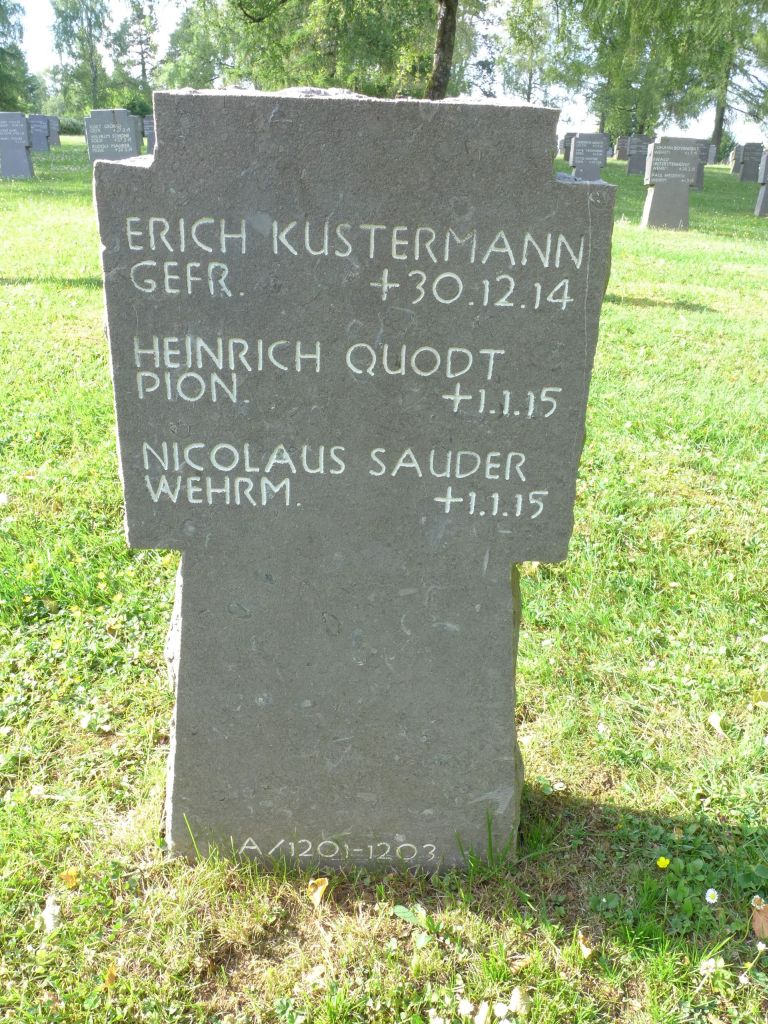 ERICH KUSTERMANN
GEFR. +30.12.14
HEINRICH QUODT
PION. +1.1.15
NICOLAUS SAUDER
WEHRM. +1.1.15
A/1201-1203